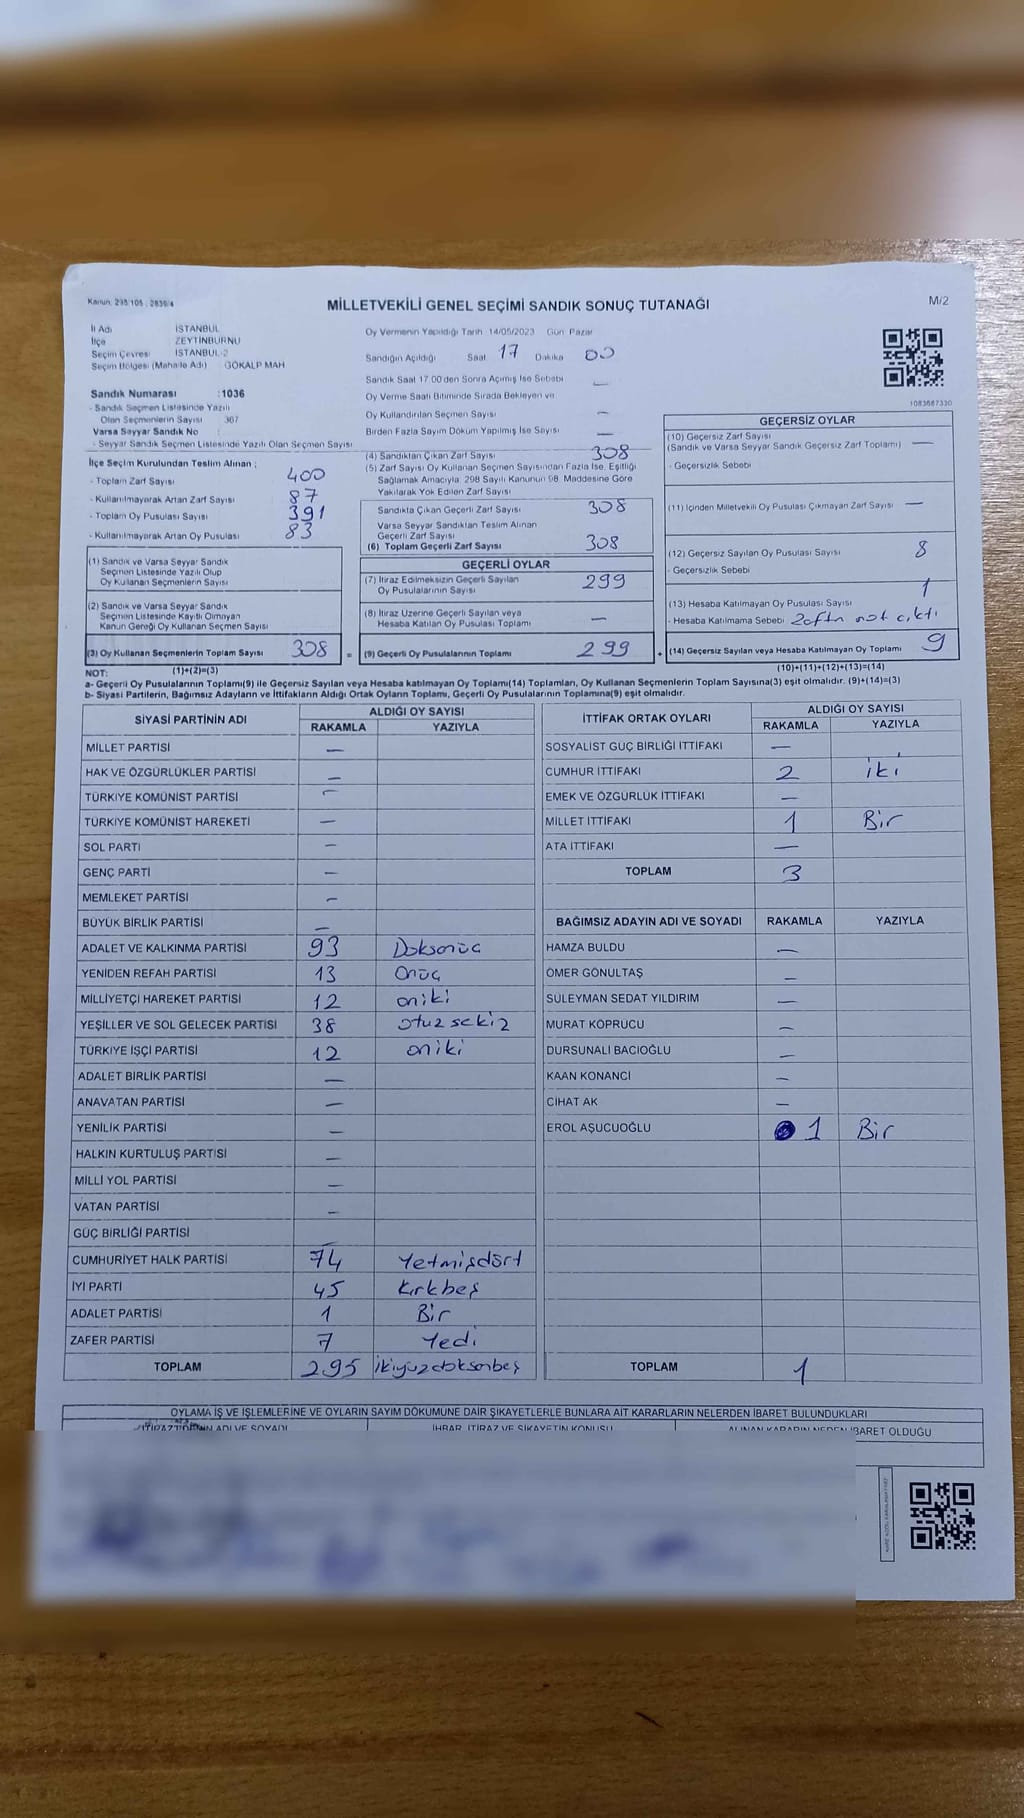 Kanun: 298/105 , 2839/4
MİLLETVEKİLİ GENEL SEÇİMİ SANDIK SONUÇ TUTANAĞI
M/2
İl Adı İSTANBUL
İlçe ZEYTİNBURNU
Seçim Çevresi İSTANBUL-2
Seçim Bölgesi (Mahalle Adı) GÖKALP MAH
Sandık Numarası :1036
- Sandık Seçmen Listesinde Yazılı
Olan Seçmenlerin Sayısı 367
Varsa Seyyar Sandık No :
- Seyyar Sandık Seçmen Listesinde Yazılı Olan Seçmen Sayısı
İlçe Seçim Kurulundan Teslim Alınan ;
- Toplam Zarf Sayısı 400
- Kullanılmayarak Artan Zarf Sayısı 87
- Toplam Oy Pusulası Sayısı 391
- Kullanılmayarak Artan Oy Pusulası 83
Oy Vermenin Yapıldığı Tarih 14/05/2023 Gün Pazar
Sandığın Açıldığı Saat 17 Dakika 00
Sandık Saat 17.00'den Sonra Açılmış İse Sebebi —
Oy Verme Saati Bitiminde Sırada Bekleyen ve
Oy Kullandırılan Seçmen Sayısı —
Birden Fazla Sayım Döküm Yapılmış İse Sayısı —
(4) Sandıktan Çıkan Zarf Sayısı 308
(5) Zarf Sayısı Oy Kullanan Seçmen Sayısından Fazla İse, Eşitliği
Sağlamak Amacıyla, 298 Sayılı Kanunun 98. Maddesine Göre
Yakılarak Yok Edilen Zarf Sayısı
Sandıkta Çıkan Geçerli Zarf Sayısı 308
Varsa Seyyar Sandıktan Teslim Alınan
Geçerli Zarf Sayısı
(6) Toplam Geçerli Zarf Sayısı 308
1083687330
GEÇERSİZ OYLAR
(10) Geçersiz Zarf Sayısı
(Sandık ve Varsa Seyyar Sandık Geçersiz Zarf Toplamı) —
- Geçersizlik Sebebi
(11) İçinden Milletvekili Oy Pusulası Çıkmayan Zarf Sayısı —
(12) Geçersiz Sayılan Oy Pusulası Sayısı 8
- Geçersizlik Sebebi
(13) Hesaba Katılmayan Oy Pusulası Sayısı 1
- Hesaba Katılmama Sebebi not çıktı
(14) Geçersiz Sayılan veya Hesaba Katılmayan Oy Toplamı 9
(10)+(11)+(12)+(13)=(14)
(1) Sandık ve Varsa Seyyar Sandık
Seçmen Listesinde Yazılı Olup
Oy Kullanan Seçmenlerin Sayısı
(2) Sandık ve Varsa Seyyar Sandık
Seçmen Listesinde Kayıtlı Olmayan
Kanun Gereği Oy Kullanan Seçmen Sayısı
(3) Oy Kullanan Seçmenlerin Toplam Sayısı 308 =
(1)+(2)=(3)
GEÇERLİ OYLAR
(7) İtiraz Edilmeksizin Geçerli Sayılan
Oy Pusulalarının Sayısı 299
(8) İtiraz Üzerine Geçerli Sayılan veya
Hesaba Katılan Oy Pusulası Toplamı —
(9) Geçerli Oy Pusulalarının Toplamı 299 +
NOT:
a- Geçerli Oy Pusulalarının Toplamı(9) ile Geçersiz Sayılan veya Hesaba katılmayan Oy Toplamı(14) Toplamları, Oy Kullanan Seçmenlerin Toplam Sayısına(3) eşit olmalıdır. (9)+(14)=(3)
b- Siyasi Partilerin, Bağımsız Adayların ve İttifakların Aldığı Ortak Oyların Toplamı, Geçerli Oy Pusulalarının Toplamına(9) eşit olmalıdır.
SİYASİ PARTİNİN ADI ALDIĞI OY SAYISI
RAKAMLA YAZIYLA
MİLLET PARTİSİ —
HAK VE ÖZGÜRLÜKLER PARTİSİ —
TÜRKİYE KOMÜNİST PARTİSİ —
TÜRKİYE KOMÜNİST HAREKETİ —
SOL PARTİ —
GENÇ PARTİ —
MEMLEKET PARTİSİ —
BÜYÜK BİRLİK PARTİSİ —
ADALET VE KALKINMA PARTİSİ 93 Doksanüç
YENİDEN REFAH PARTİSİ 13 Onüç
MİLLİYETÇİ HAREKET PARTİSİ 12 oniki
YEŞİLLER VE SOL GELECEK PARTİSİ 38 otuz sekiz
TÜRKİYE İŞÇİ PARTİSİ 12 oniki
ADALET BİRLİK PARTİSİ —
ANAVATAN PARTİSİ —
YENİLİK PARTİSİ —
HALKIN KURTULUŞ PARTİSİ —
MİLLİ YOL PARTİSİ —
VATAN PARTİSİ —
GÜÇ BİRLİĞİ PARTİSİ —
CUMHURİYET HALK PARTİSİ 74 Yetmişdört
İYİ PARTİ 45 Kırkbeş
ADALET PARTİSİ 1 Bir
ZAFER PARTİSİ 7 Yedi
TOPLAM 295 ikiyüzdoksanbeş
İTTİFAK ORTAK OYLARI ALDIĞI OY SAYISI
RAKAMLA YAZIYLA
SOSYALİST GÜÇ BİRLİĞİ İTTİFAKI —
CUMHUR İTTİFAKI 2 iki
EMEK VE ÖZGÜRLÜK İTTİFAKI —
MİLLET İTTİFAKI 1 Bir
ATA İTTİFAKI —
TOPLAM 3
BAĞIMSIZ ADAYIN ADI VE SOYADI RAKAMLA YAZIYLA
HAMZA BULDU —
ÖMER GÖNÜLTAŞ —
SÜLEYMAN SEDAT YILDIRIM —
MURAT KÖPRÜCÜ —
DURSUNALİ BACIOĞLU —
KAAN KONANCI —
CİHAT AK —
EROL AŞUCUOĞLU 1 Bir
TOPLAM 1
OYLAMA İŞ VE İŞLEMLERİNE VE OYLARIN SAYIM DÖKÜMÜNE DAİR ŞİKAYETLERLE BUNLARA AİT KARARLARIN NELERDEN İBARET BULUNDUKLARI
ADI VE SOYADI İHBAR, İTİRAZ VE ŞİKAYETİN KONUSU ALINAN KARARIN NEDEN İBARET OLDUĞU